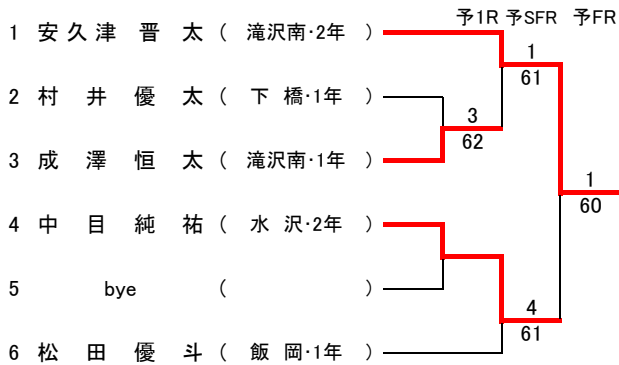 予1R 予SFR 予FR
1 安久津 晋太 ( 滝沢南・2年 )
1
61
2 村井優太 ( 下橋・1年 )
3
62
3 成澤恒太 ( 滝沢南・1年 )
1
60
4 中目純祐 ( 水沢・2年 )
5 bye ( )
4
61
6 松田優斗 ( 飯岡・1年 )